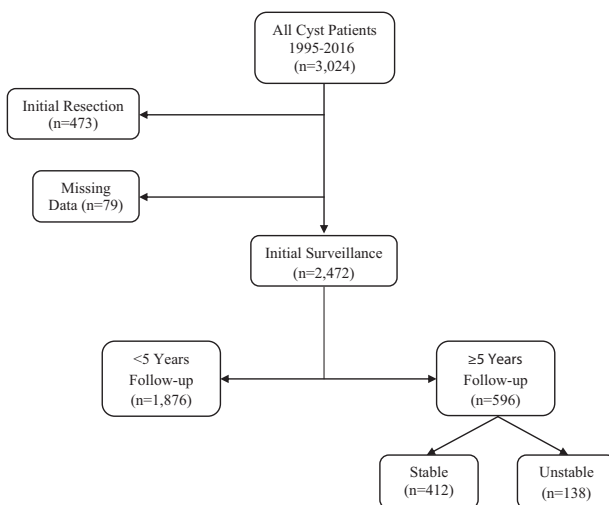 All Cyst Patients
1995-2016
(n=3,024)
Initial Resection
(n=473)
Missing
Data (n=79)
Initial Surveillance
(n=2,472)
<5 Years
Follow-up
(n=1,876)
≥5 Years
Follow-up
(n=596)
Stable
(n=412)
Unstable
(n=138)